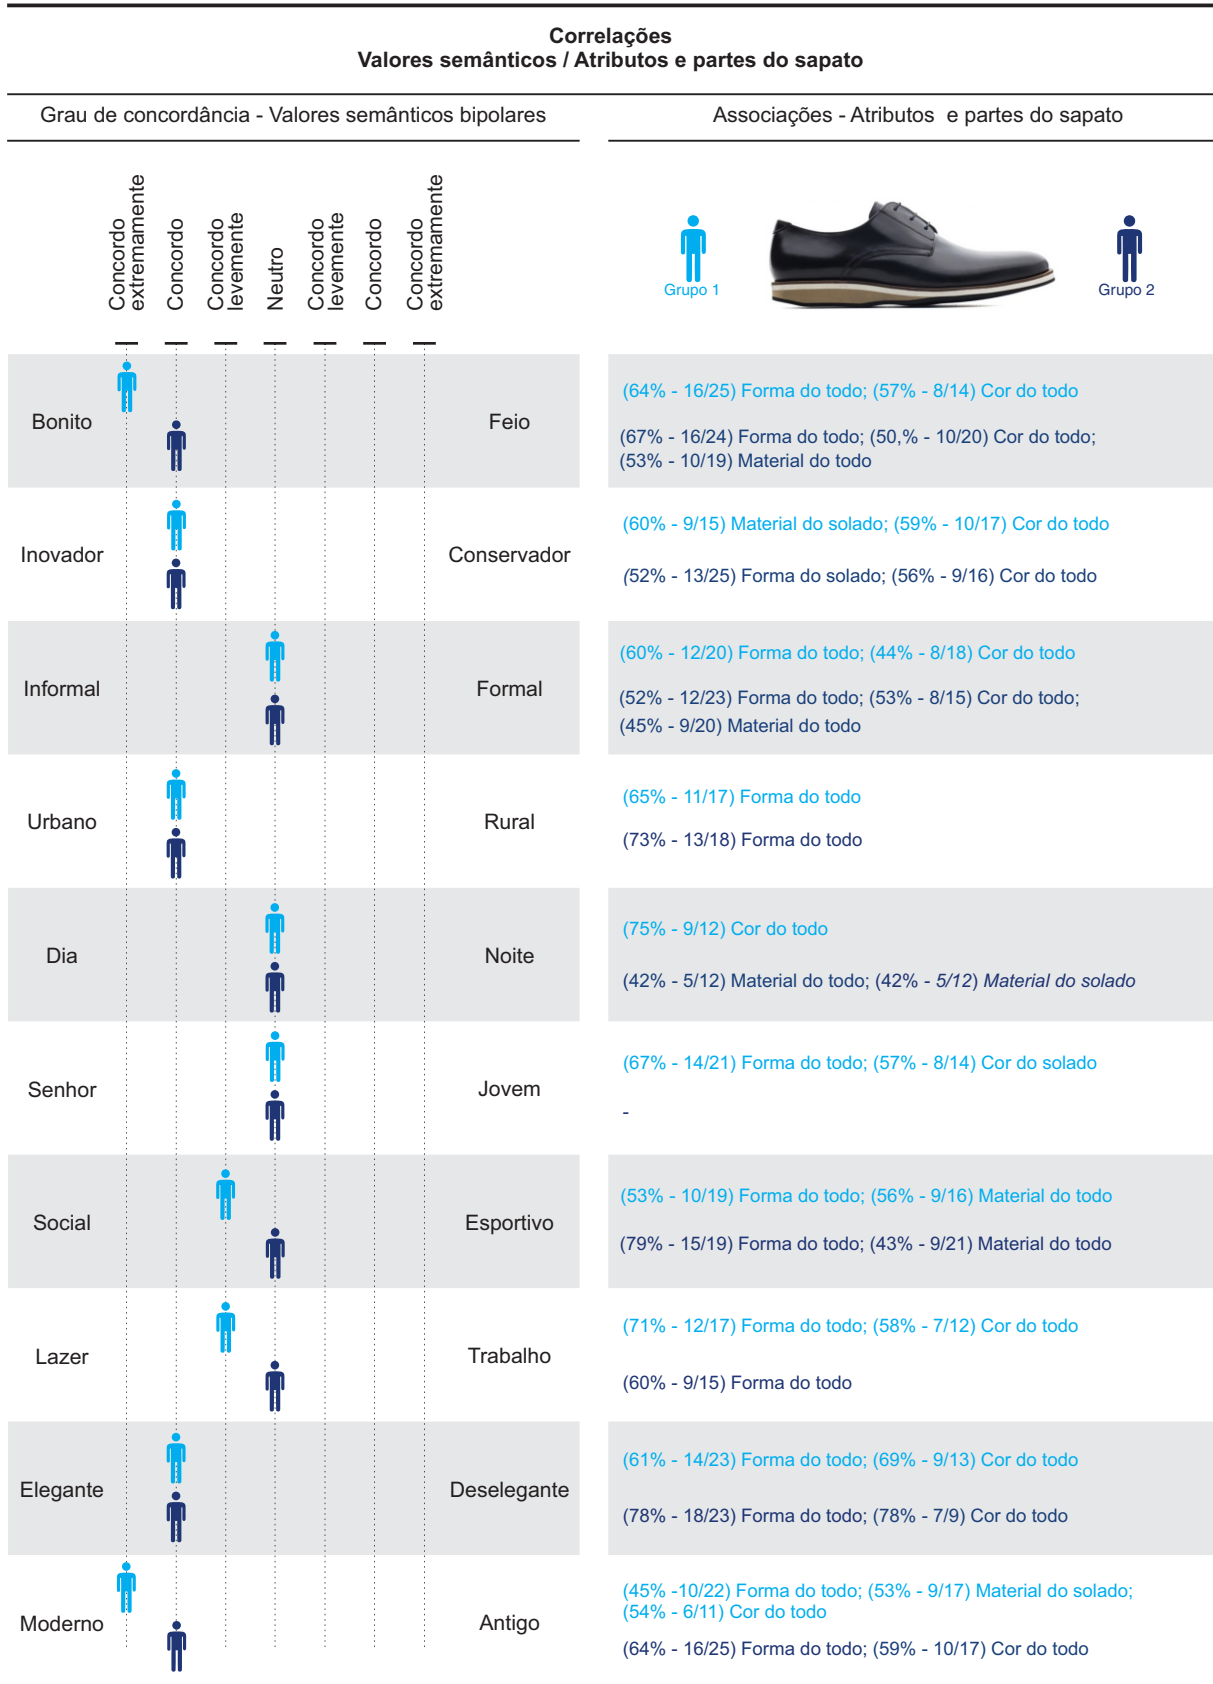 Correlações
Valores semânticos / Atributos e partes do sapato
Grau de concordância - Valores semânticos bipolares
Associações - Atributos e partes do sapato
Concordo
extremamente
Concordo
Concordo
levemente
Neutro
Concordo
levemente
Concordo
Concordo
extremamente
Grupo 1
Grupo 2
Bonito
Feio
(64% - 16/25) Forma do todo; (57% - 8/14) Cor do todo
(67% - 16/24) Forma do todo; (50,% - 10/20) Cor do todo;
(53% - 10/19) Material do todo
Inovador
Conservador
(60% - 9/15) Material do solado; (59% - 10/17) Cor do todo
(52% - 13/25) Forma do solado; (56% - 9/16) Cor do todo
Informal
Formal
(60% - 12/20) Forma do todo; (44% - 8/18) Cor do todo
(52% - 12/23) Forma do todo; (53% - 8/15) Cor do todo;
(45% - 9/20) Material do todo
Urbano
Rural
(65% - 11/17) Forma do todo
(73% - 13/18) Forma do todo
Dia
Noite
(75% - 9/12) Cor do todo
(42% - 5/12) Material do todo; (42% - 5/12) Material do solado
Senhor
Jovem
(67% - 14/21) Forma do todo; (57% - 8/14) Cor do solado
-
Social
Esportivo
(53% - 10/19) Forma do todo; (56% - 9/16) Material do todo
(79% - 15/19) Forma do todo; (43% - 9/21) Material do todo
Lazer
Trabalho
(71% - 12/17) Forma do todo; (58% - 7/12) Cor do todo
(60% - 9/15) Forma do todo
Elegante
Deselegante
(61% - 14/23) Forma do todo; (69% - 9/13) Cor do todo
(78% - 18/23) Forma do todo; (78% - 7/9) Cor do todo
Moderno
Antigo
(45% -10/22) Forma do todo; (53% - 9/17) Material do solado;
(54% - 6/11) Cor do todo
(64% - 16/25) Forma do todo; (59% - 10/17) Cor do todo